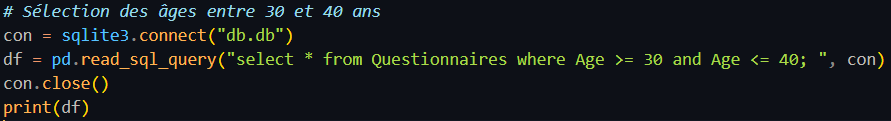 # Sélection des âges entre 30 et 40 ans
con = sqlite3.connect("db.db")
df = pd.read_sql_query("select * from Questionnaires where Age >= 30 and Age <= 40; ", con)
con.close()
print(df)